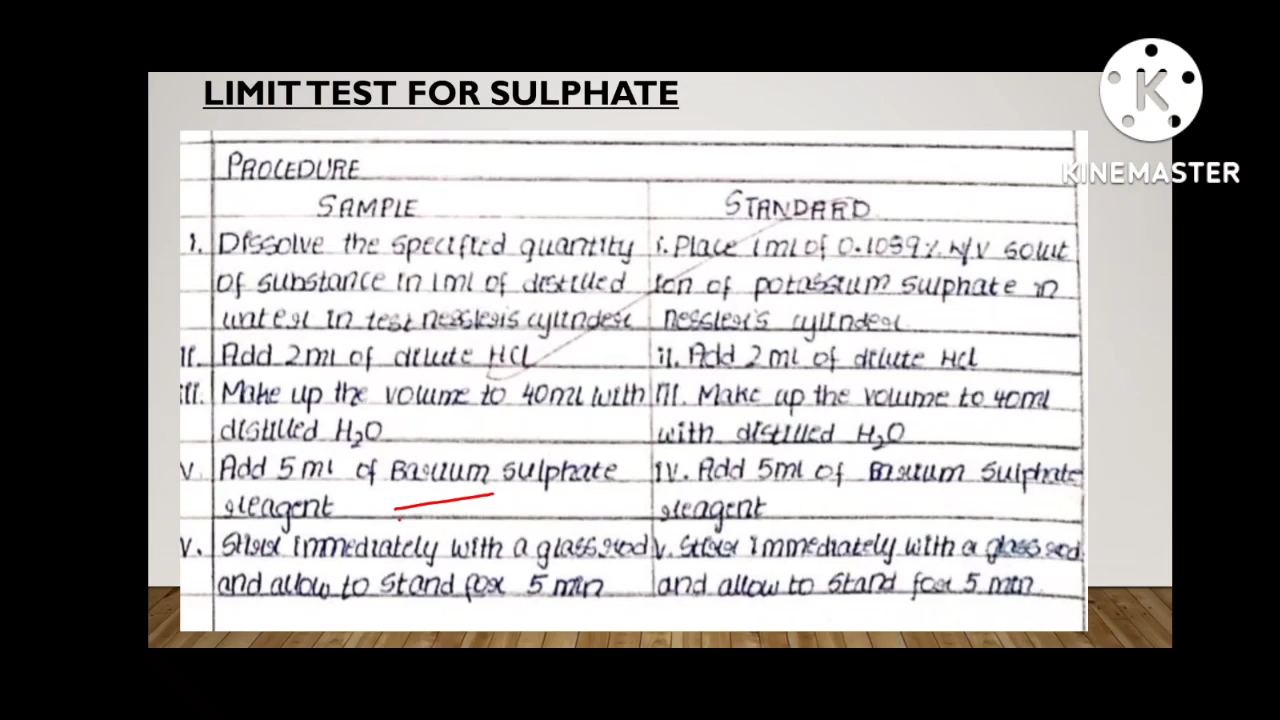 LIMIT TEST FOR SULPHATE
K
KINEMASTER
PROCEDURE
SAMPLE
I. Dissolve the specified quantity
of substance in 1ml of distilled
water in test nessler's cylinder
II. Add 2ml of dilute HCl
III. Make up the volume to 40ml with
distilled H₂O
V. Add 5 ml of Barium sulphate
reagent
V. Stirr immediately with a glass rod
and allow to stand for 5 min
STANDARD
i. Place 1ml of 0.1089% W/V solut
ion of potassium sulphate in
nessler's cylinder.
ii. Add 2 ml of dilute Hcl
III. Make up the volume to 40ml
with distilled H₂O
IV. Add 5ml of Barium Sulphate
reagent
V. Stirr immediately with a glass rod
and allow to stand for 5 min.